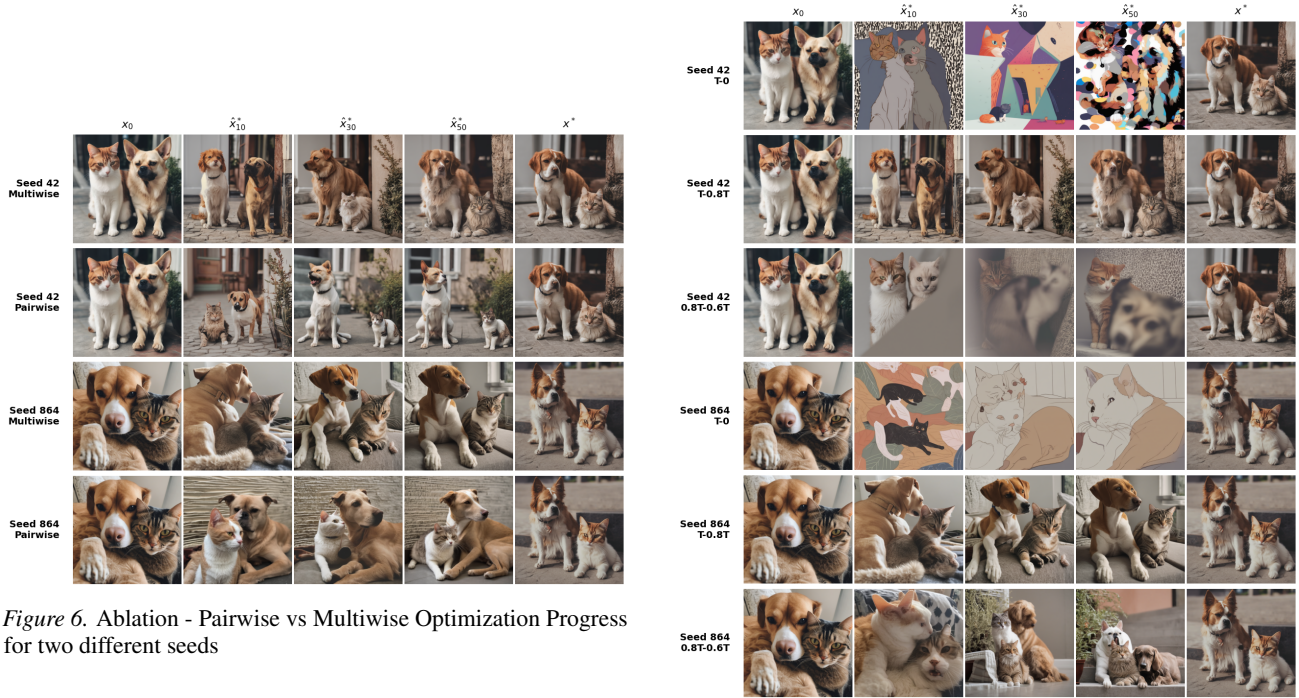 x₀ x̂*₁₀ x̂*₃₀ x̂*₅₀ x*
Seed 42
Multiwise
Seed 42
Pairwise
Seed 864
Multiwise
Seed 864
Pairwise
Figure 6. Ablation - Pairwise vs Multiwise Optimization Progress
for two different seeds
x₀ x̂*₁₀ x̂*₃₀ x̂*₅₀ x*
Seed 42
T-0
Seed 42
T-0.8T
Seed 42
0.8T-0.6T
Seed 864
T-0
Seed 864
T-0.8T
Seed 864
0.8T-0.6T